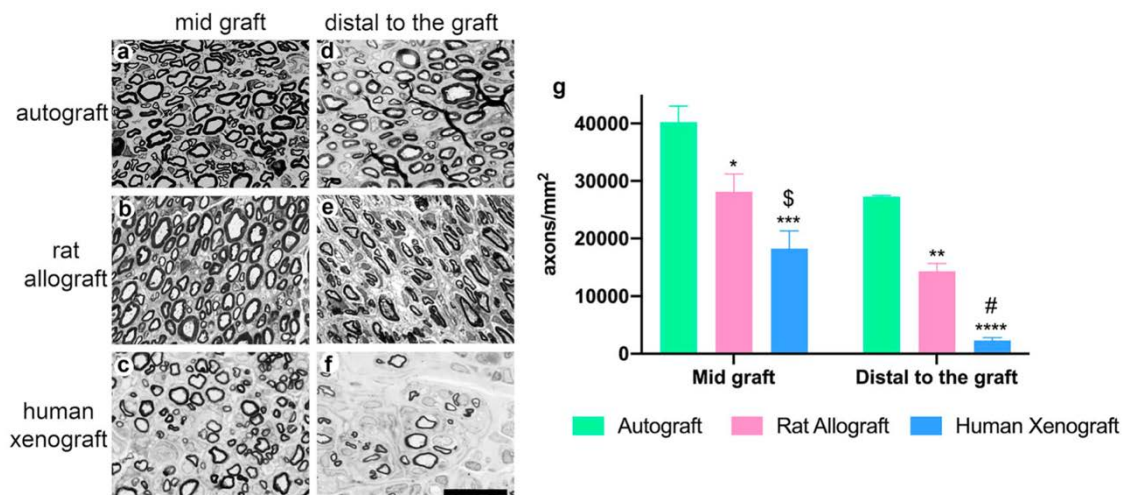 mid graft
distal to the graft
autograft
rat
allograft
human
xenograft
a
d
b
e
c
f
g
axons/mm²
40000
30000
20000
10000
0
*
$
***
**
#
****
Mid graft
Distal to the graft
Autograft
Rat Allograft
Human Xenograft